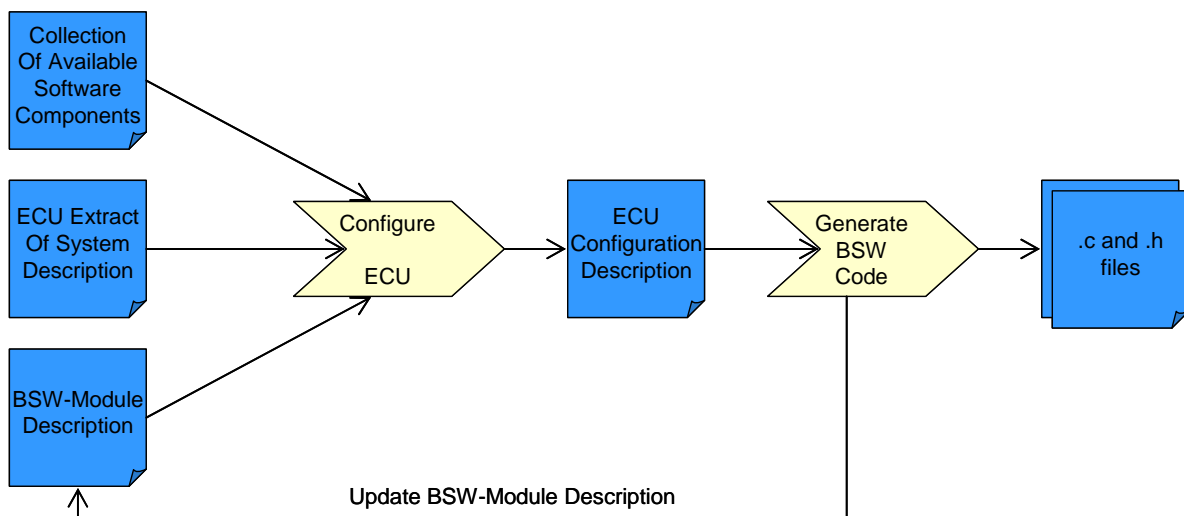 Collection
Of Available
Software
Components
ECU Extract
Of System
Description
BSW-Module
Description
Configure
ECU
ECU
Configuration
Description
Generate
BSW
Code
.c and .h
files
Update BSW-Module Description